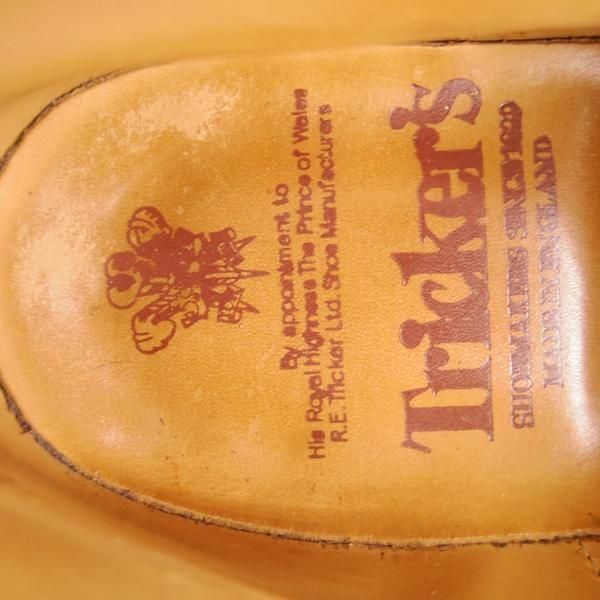 By appointment to
His Royal Highness The Prince of Wales
R.E. Tricker Ltd. Shoe Manufacturers
Tricker's
SHOEMAKERS SINCE 1829
MADE IN ENGLAND